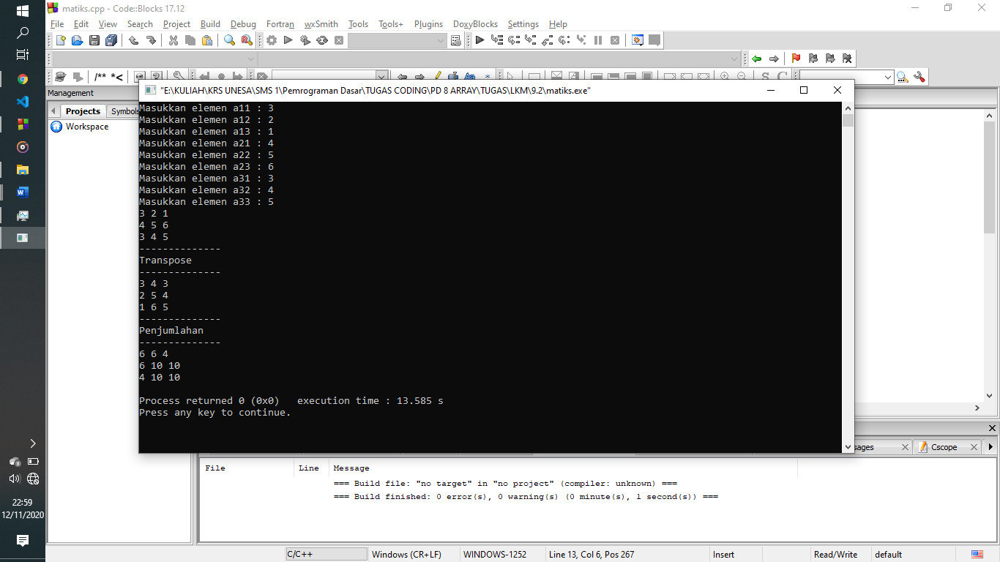 matiks.cpp - Code::Blocks 17.12
File Edit View Search Project Build Debug Fortran wxSmith Tools Tools+ Plugins DoxyBlocks Settings Help
/** *<
S C
Management
Projects Symbols
Workspace
"E:\KULIAH\KRS UNESA\SMS 1\Pemrograman Dasar\TUGAS CODING\PD 8 ARRAY\TUGAS\LKM\9.2\matiks.exe"
Masukkan elemen a11 : 3
Masukkan elemen a12 : 2
Masukkan elemen a13 : 1
Masukkan elemen a21 : 4
Masukkan elemen a22 : 5
Masukkan elemen a23 : 6
Masukkan elemen a31 : 3
Masukkan elemen a32 : 4
Masukkan elemen a33 : 5
3 2 1
4 5 6
3 4 5
--------------
Transpose
--------------
3 4 3
2 5 4
1 6 5
--------------
Penjumlahan
--------------
6 6 4
6 10 10
4 10 10
Process returned 0 (0x0)   execution time : 13.585 s
Press any key to continue.
sages Cscope
File Line Message
=== Build file: "no target" in "no project" (compiler: unknown) ===
=== Build finished: 0 error(s), 0 warning(s) (0 minute(s), 1 second(s)) ===
C/C++ Windows (CR+LF) WINDOWS-1252 Line 13, Col 6, Pos 267 Insert Read/Write default
22:59
12/11/2020